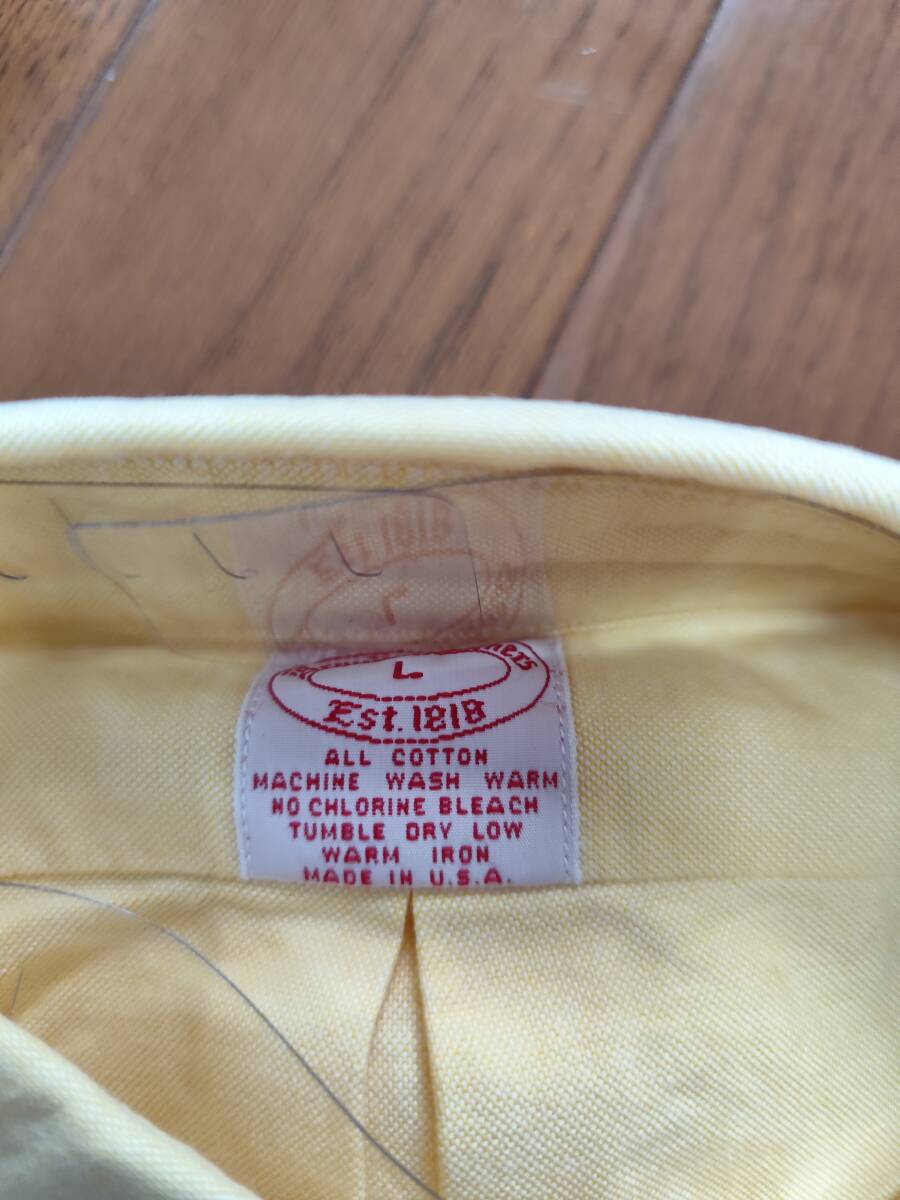 L.
Est. 1818
ALL COTTON
MACHINE WASH WARM
NO CHLORINE BLEACH
TUMBLE DRY LOW
WARM IRON
MADE IN U.S.A.